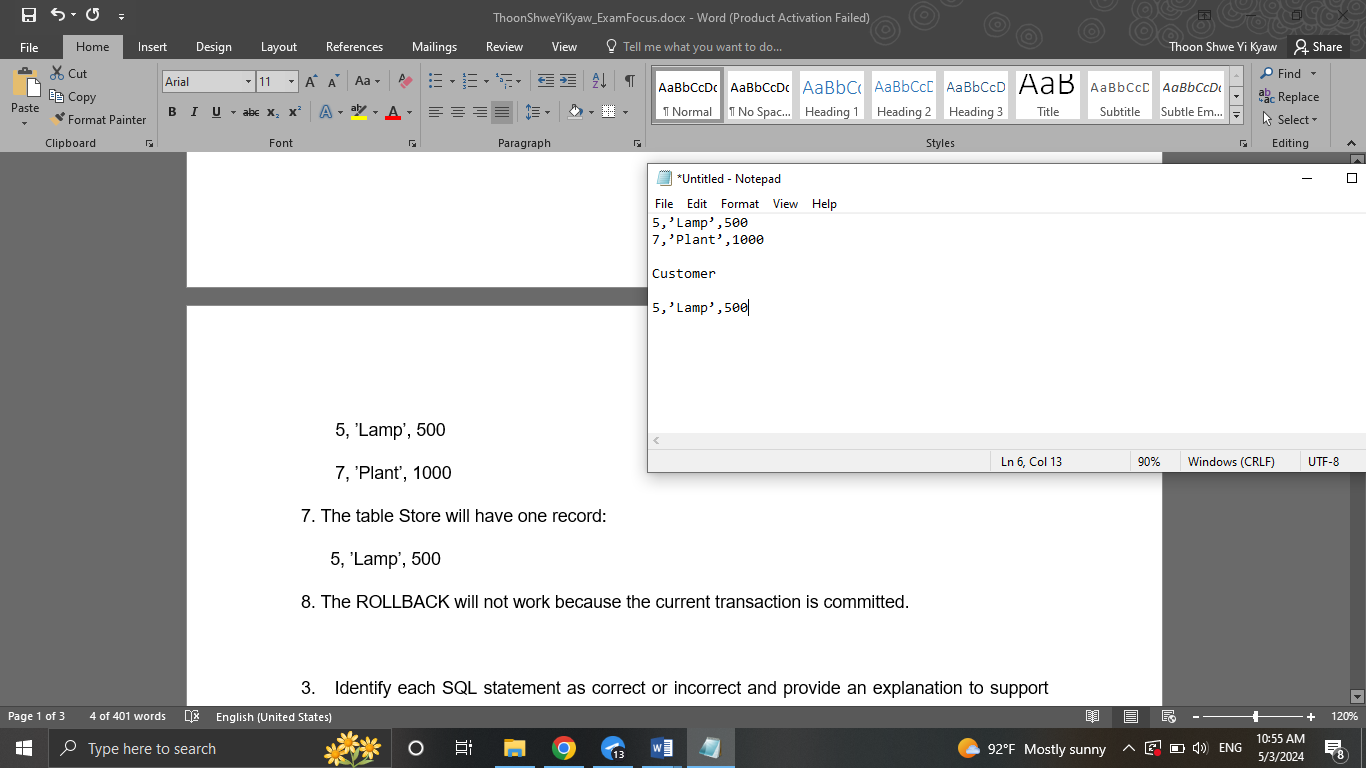 ThoonShweYiKyaw_ExamFocus.docx - Word (Product Activation Failed)
File Home Insert Design Layout References Mailings Review View Tell me what you want to do... Thoon Shwe Yi Kyaw Share
Paste
Cut
Copy
Format Painter
Clipboard
Arial 11
Aa
B I U abc x₂ x²
A A
Font
Paragraph
AaBbCcDc AaBbCcDc AaBbCc AaBbCcD AaBbCcD AaB AaBbCcD AaBbCcDc
¶ Normal ¶ No Spac... Heading 1 Heading 2 Heading 3 Title Subtitle Subtle Em...
Styles
Find
Replace
Select
Editing
*Untitled - Notepad
File Edit Format View Help
5,’Lamp’,500
7,’Plant’,1000
Customer
5,’Lamp’,500
Ln 6, Col 13 90% Windows (CRLF) UTF-8
5, ’Lamp’, 500
7, ’Plant’, 1000
7. The table Store will have one record:
5, ’Lamp’, 500
8. The ROLLBACK will not work because the current transaction is committed.
3. Identify each SQL statement as correct or incorrect and provide an explanation to support
Page 1 of 3 4 of 401 words English (United States) 120%
Type here to search
13
92°F Mostly sunny
ENG
10:55 AM
5/3/2024
8